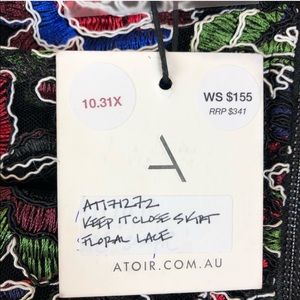 10.31X
WS $155
RRP $341
A
AT171272
KEEP IT CLOSE SKIRT
FLORAL LACE
ATOIR.COM.AU